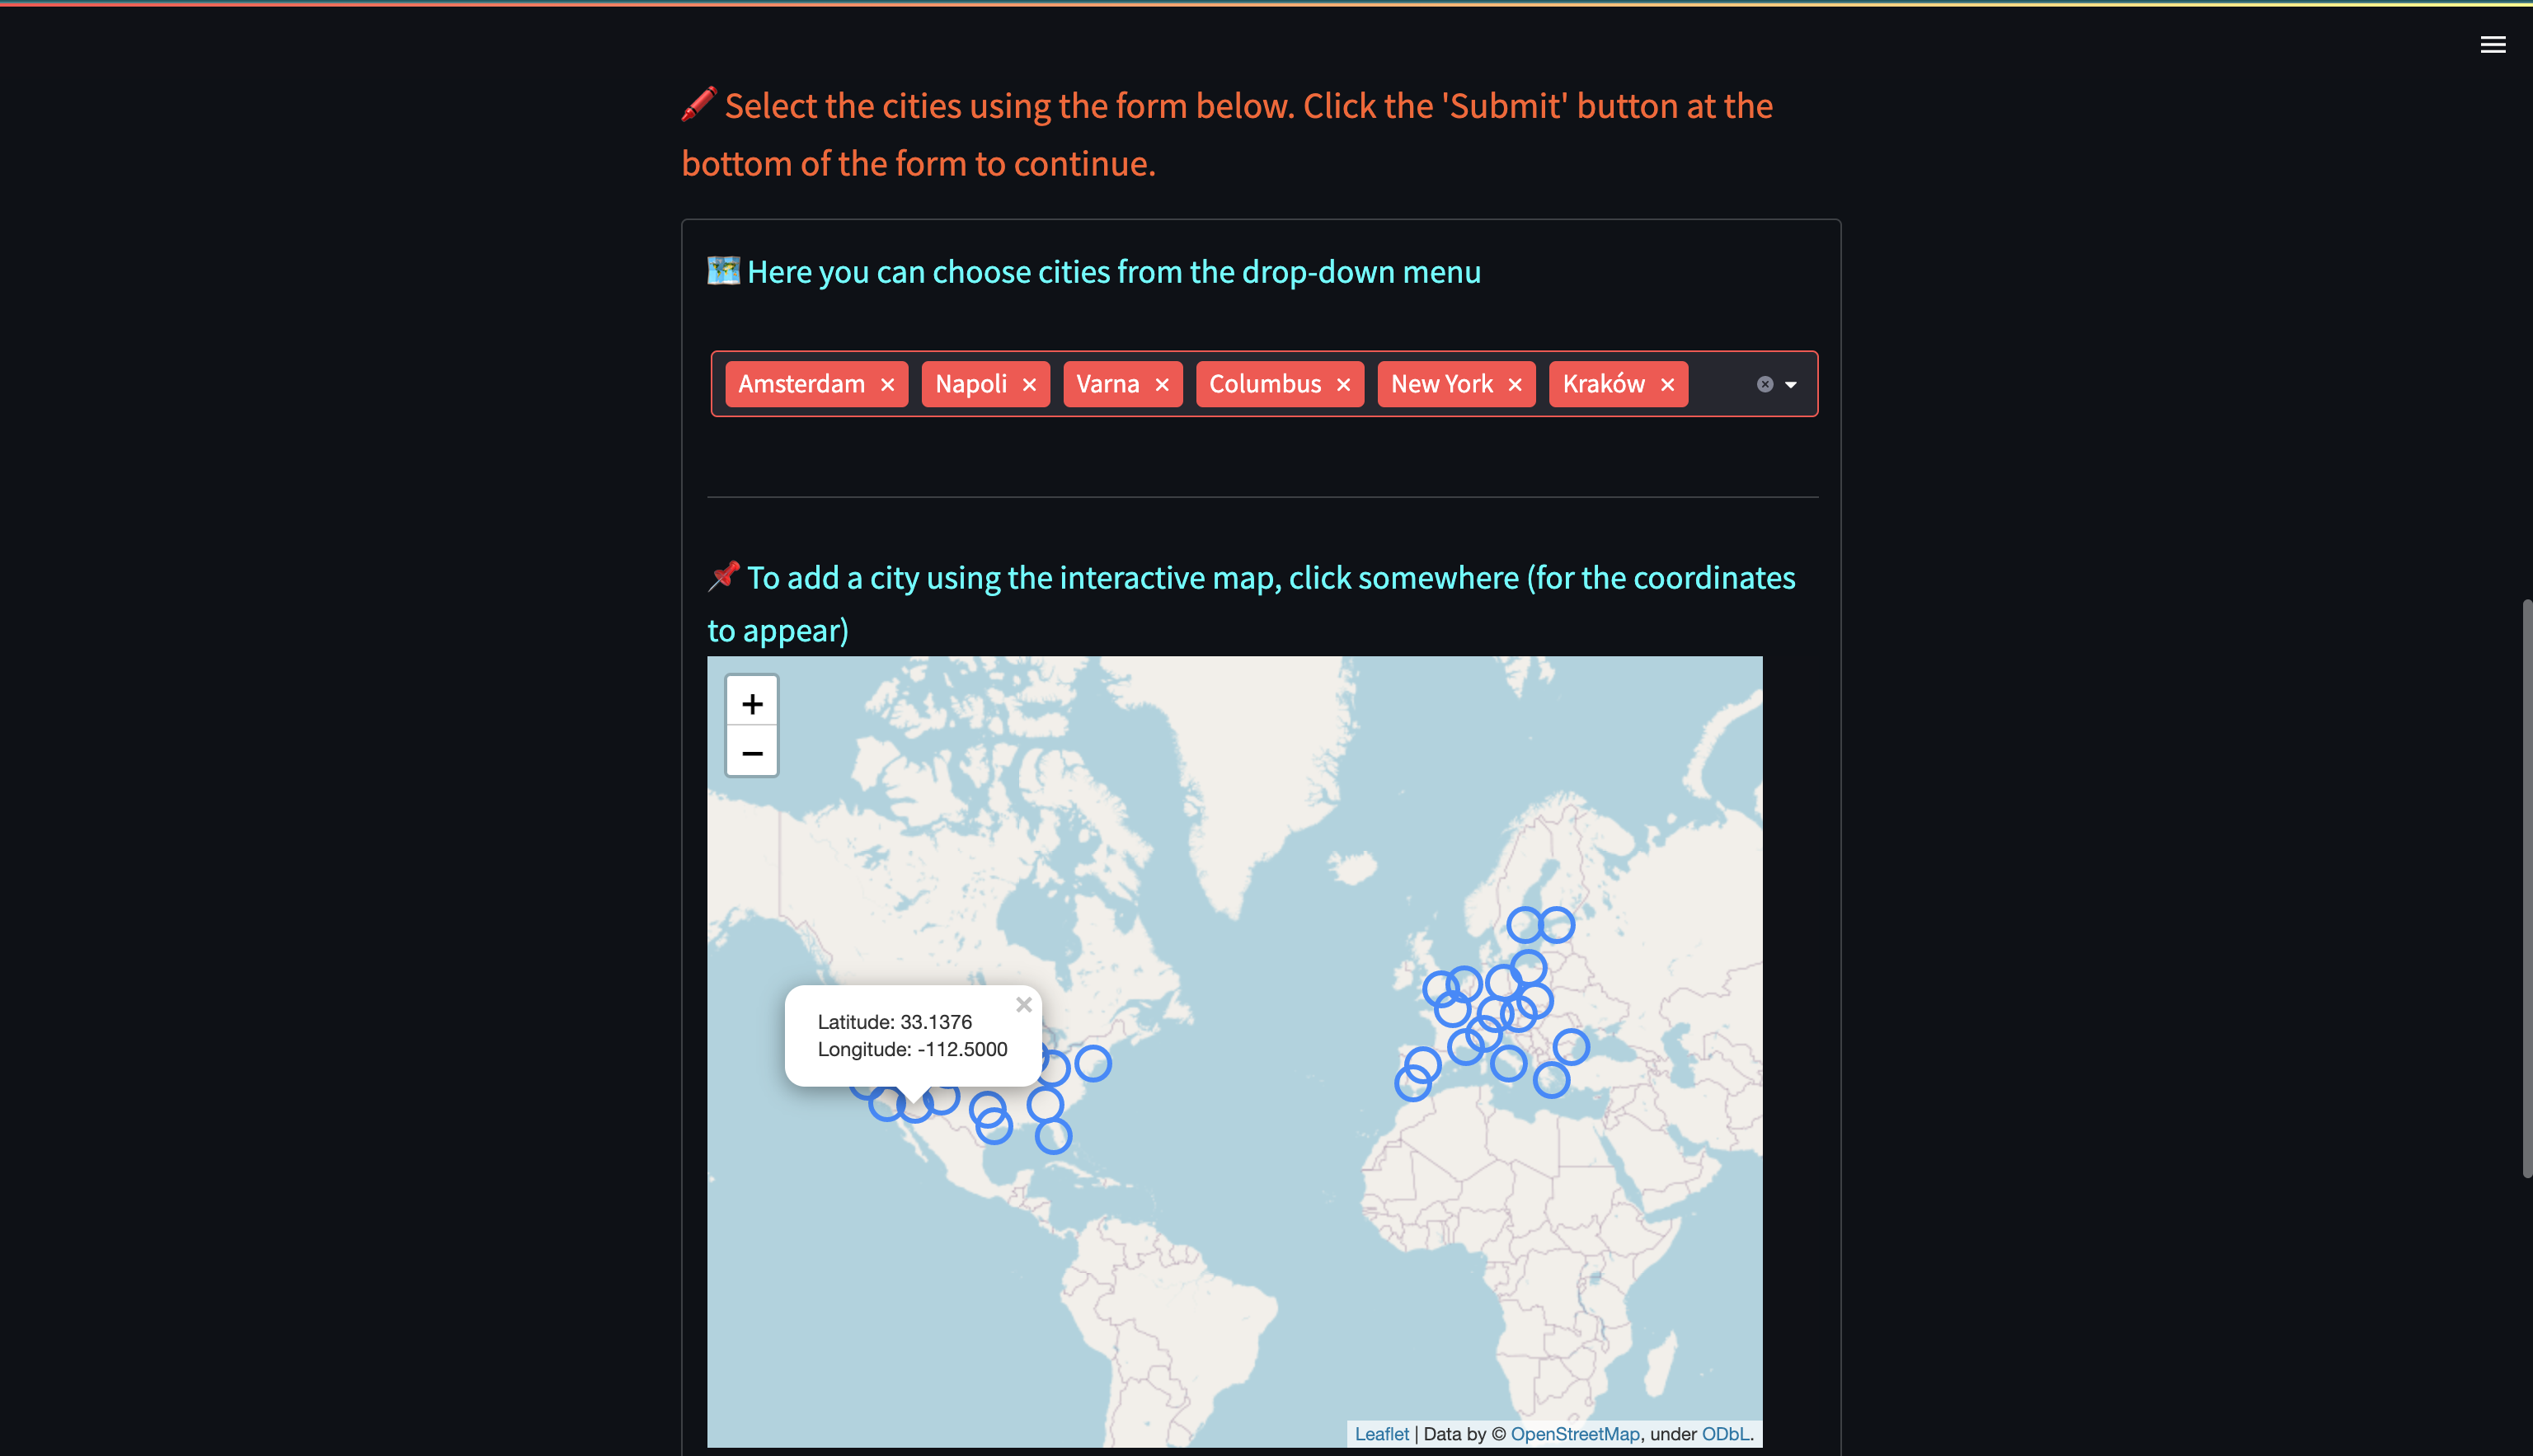 Select the cities using the form below. Click the 'Submit' button at the
bottom of the form to continue.
Here you can choose cities from the drop-down menu
Amsterdam × Napoli × Varna × Columbus × New York × Kraków ×
To add a city using the interactive map, click somewhere (for the coordinates
to appear)
+
−
Latitude: 33.1376
Longitude: -112.5000
×
Leaflet | Data by © OpenStreetMap, under ODbL.